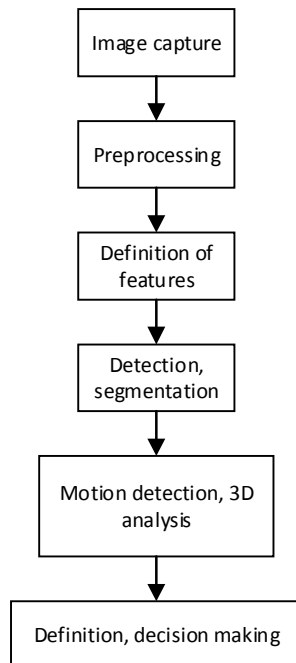 Image capture
Preprocessing
Definition of
features
Detection,
segmentation
Motion detection, 3D
analysis
Definition, decision making